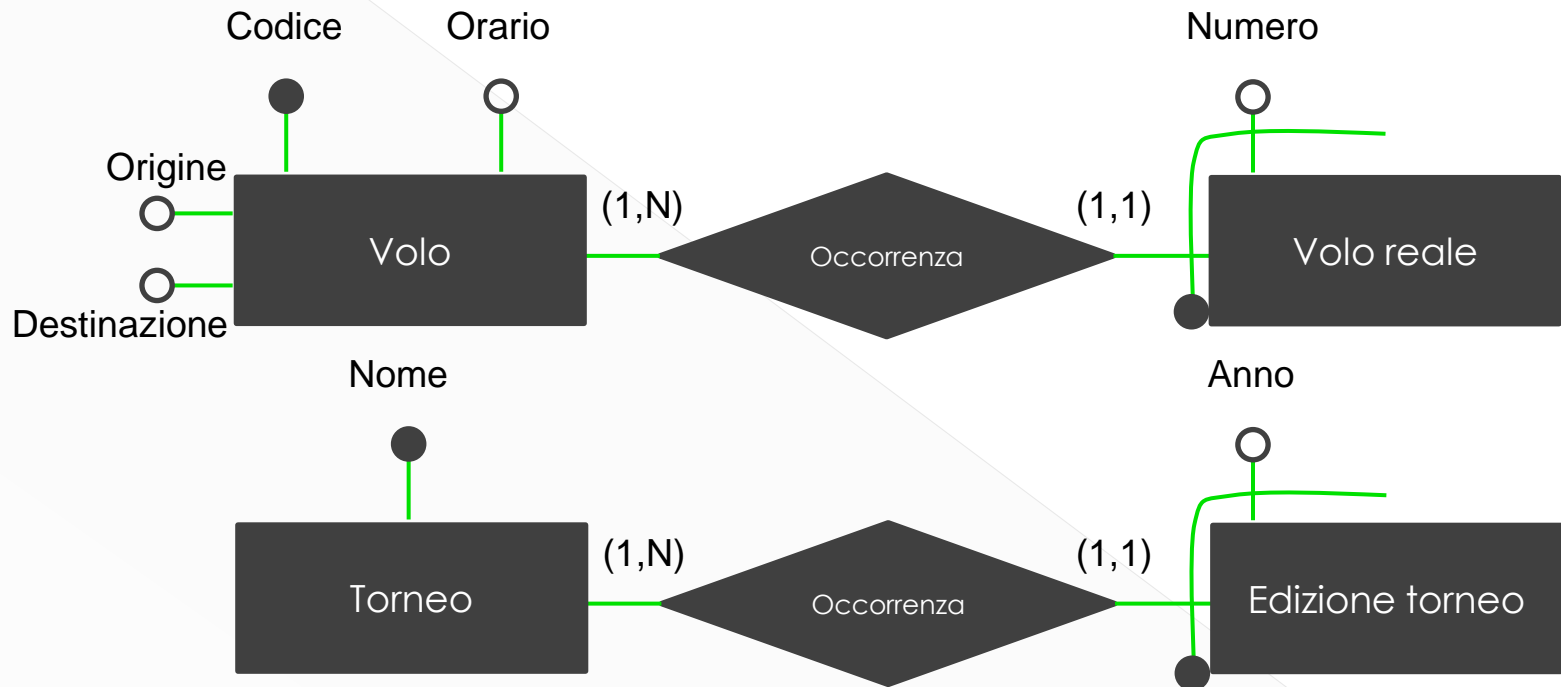 Codice Orario Numero
Origine
(1,N) (1,1)
Volo Occorrenza Volo reale
Destinazione
Nome Anno
(1,N) (1,1)
Torneo Occorrenza Edizione torneo